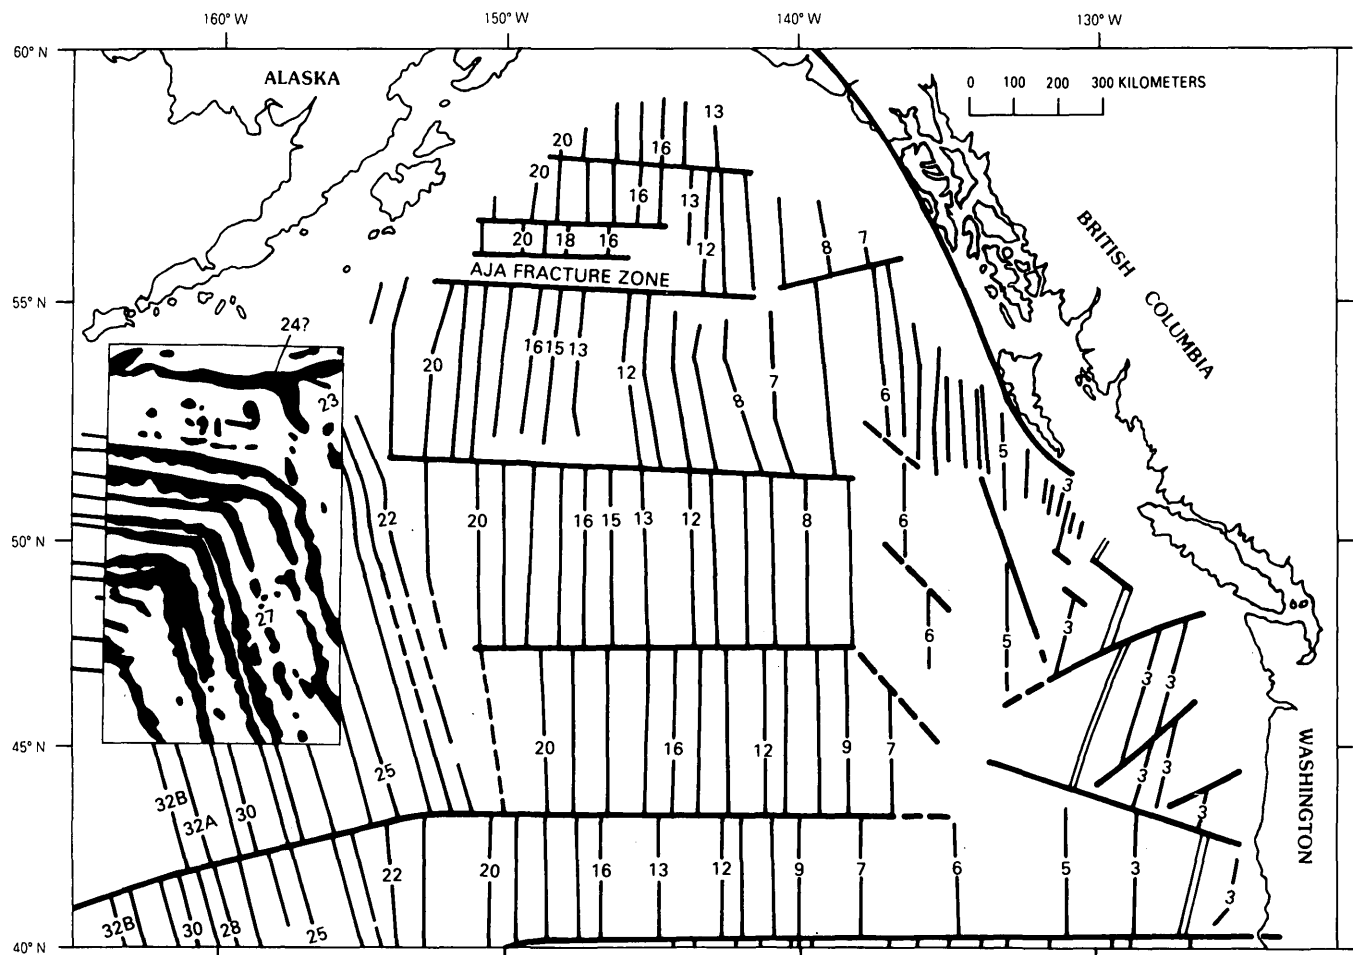 160° W 150° W 140° W 130° W
60° N
ALASKA
0 100 200 300 KILOMETERS
13
20 16
20
16 13
BRITISH COLUMBIA
20 18 16 12 8 7
AJA FRACTURE ZONE
55° N
24?
16 15 13
20 12 7
23 8 6
5
3
22 20 16 15 13 12 8 6
50° N
27
6 5 3
3 3
45° N
20 16 12 9 7
WASHINGTON
25
32B 3 3
32A 30 3
22 20 16 13 12 9 7 6 5 3
3
32B 30 28 25
40° N